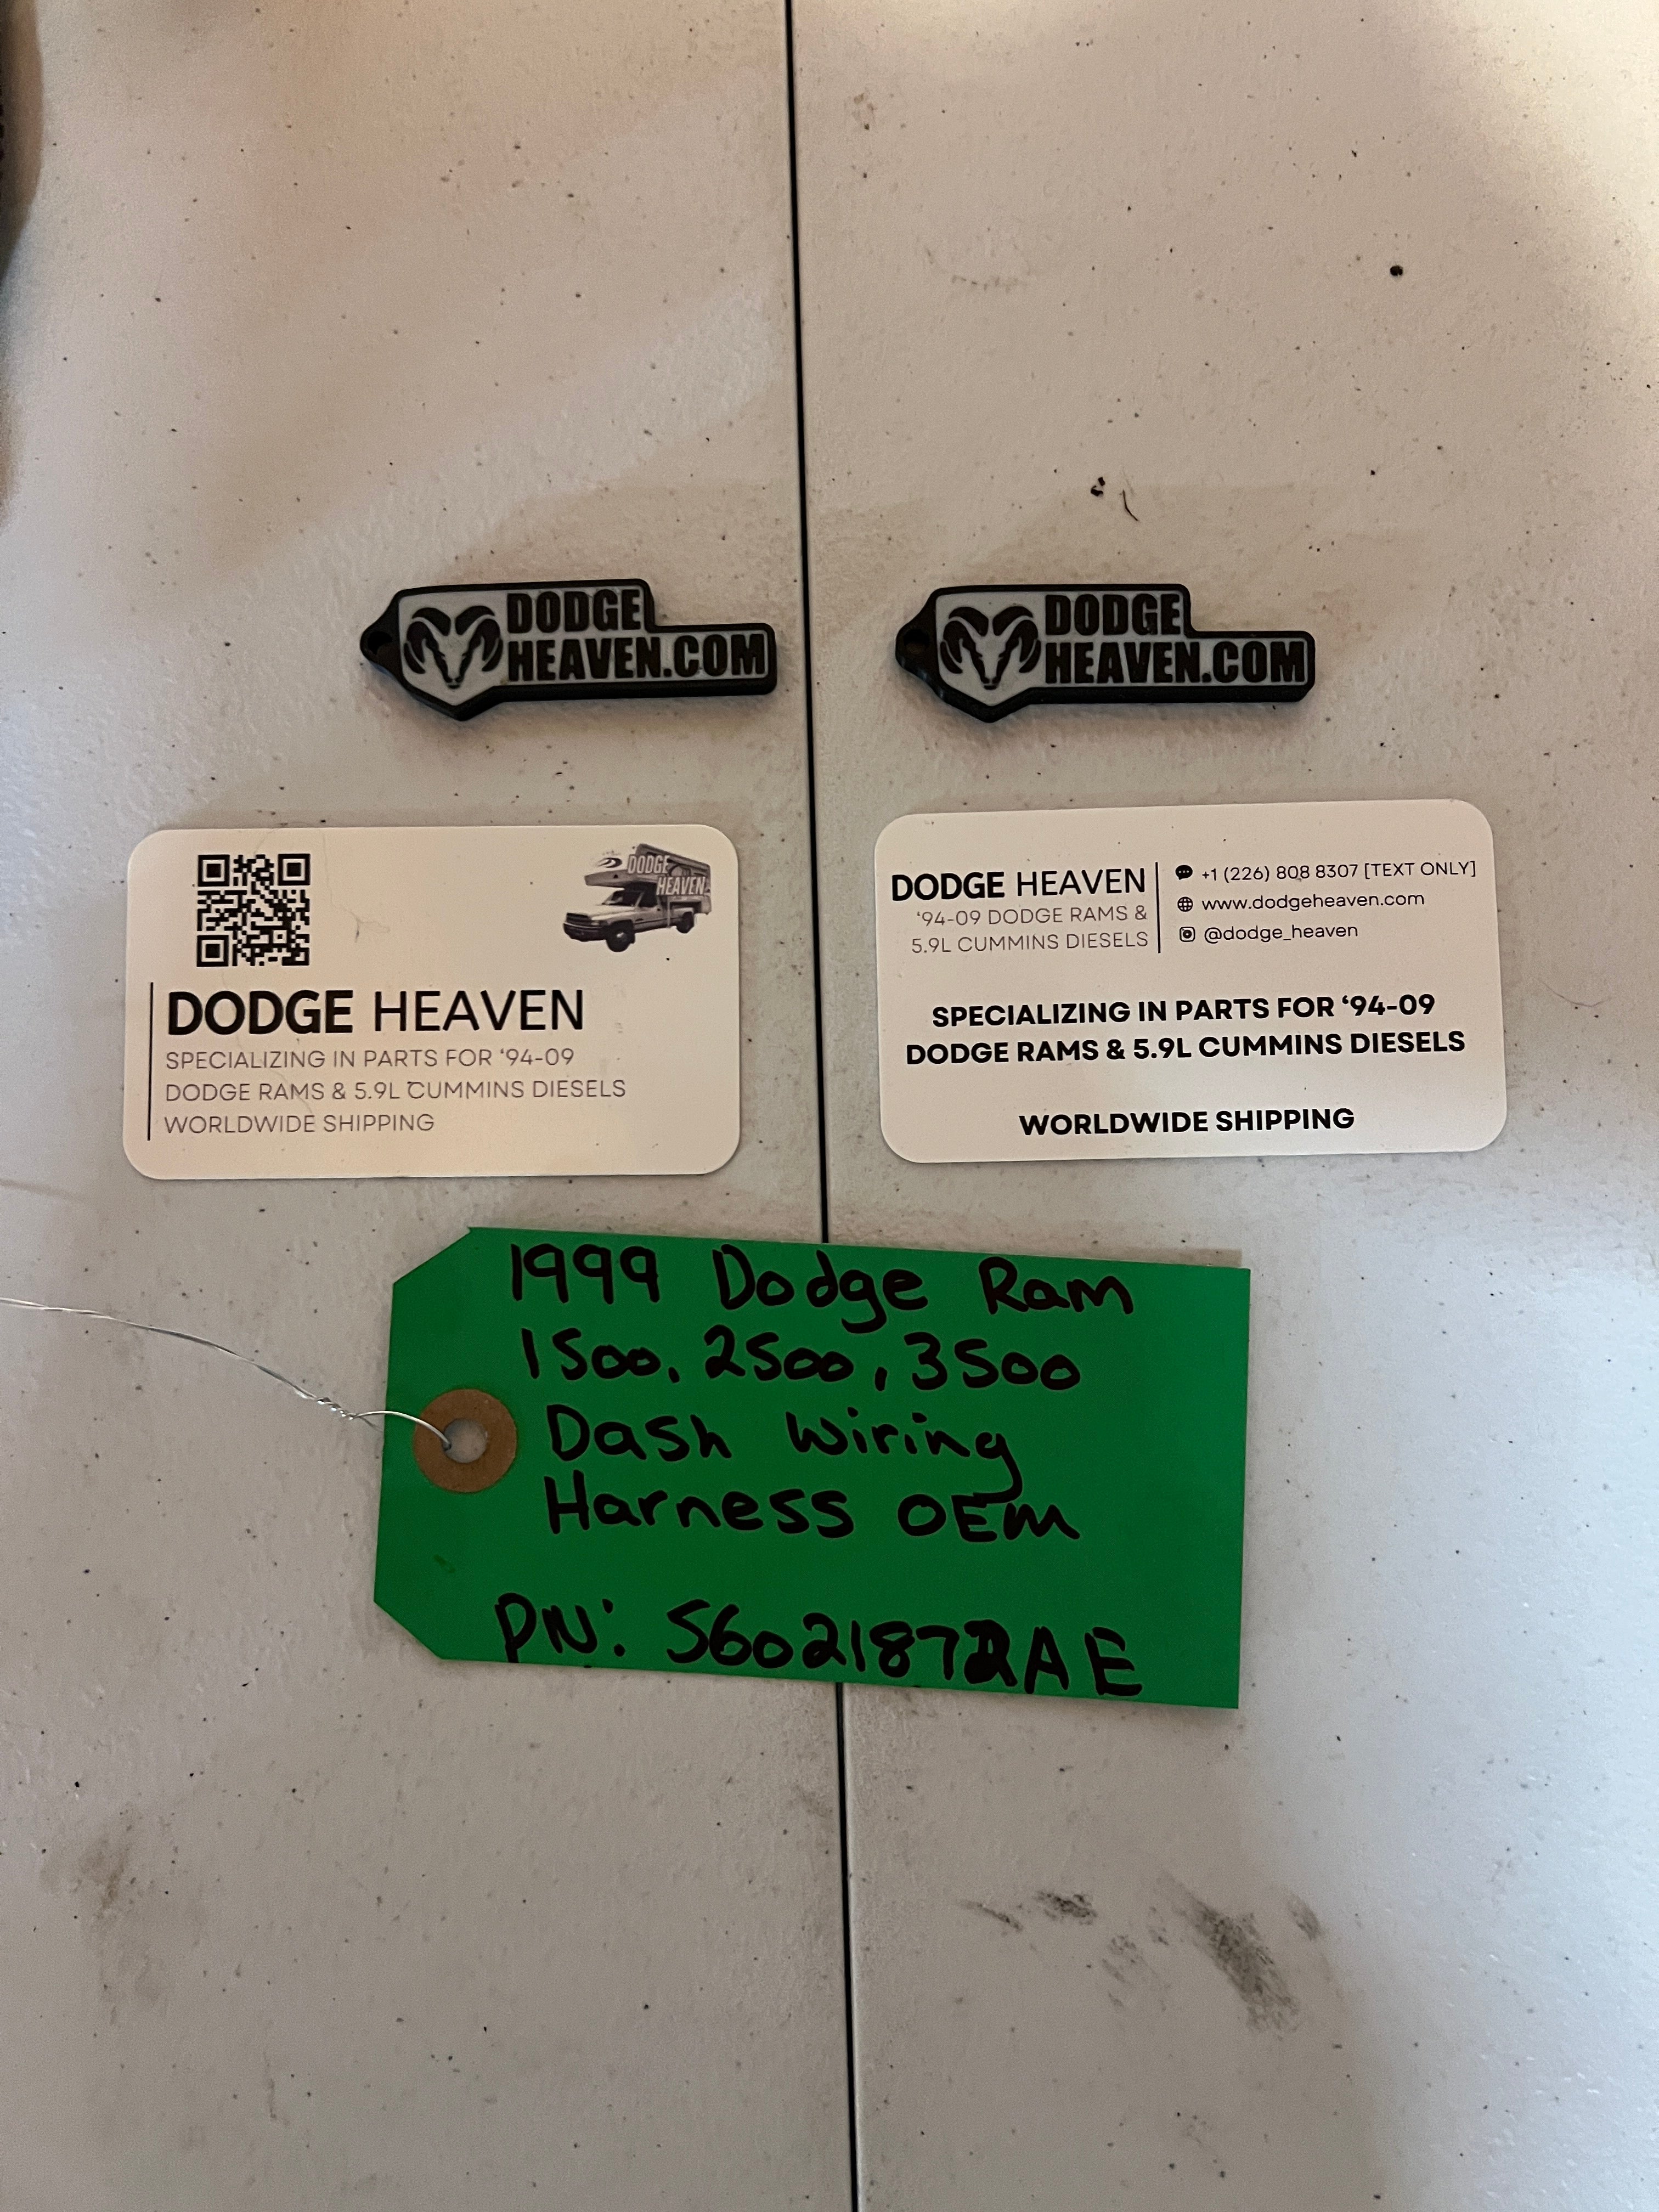 DODGE
HEAVEN.COM
DODGE
HEAVEN.COM
DODGE
HEAVEN
DODGE HEAVEN
SPECIALIZING IN PARTS FOR ‘94-09
DODGE RAMS & 5.9L CUMMINS DIESELS
WORLDWIDE SHIPPING
DODGE HEAVEN
‘94-09 DODGE RAMS &
5.9L CUMMINS DIESELS
+1 (226) 808 8307 [TEXT ONLY]
www.dodgeheaven.com
@dodge_heaven
SPECIALIZING IN PARTS FOR ‘94-09
DODGE RAMS & 5.9L CUMMINS DIESELS
WORLDWIDE SHIPPING
1999 Dodge Ram
1500, 2500, 3500
Dash Wiring
Harness OEM
PN: 56021872AE